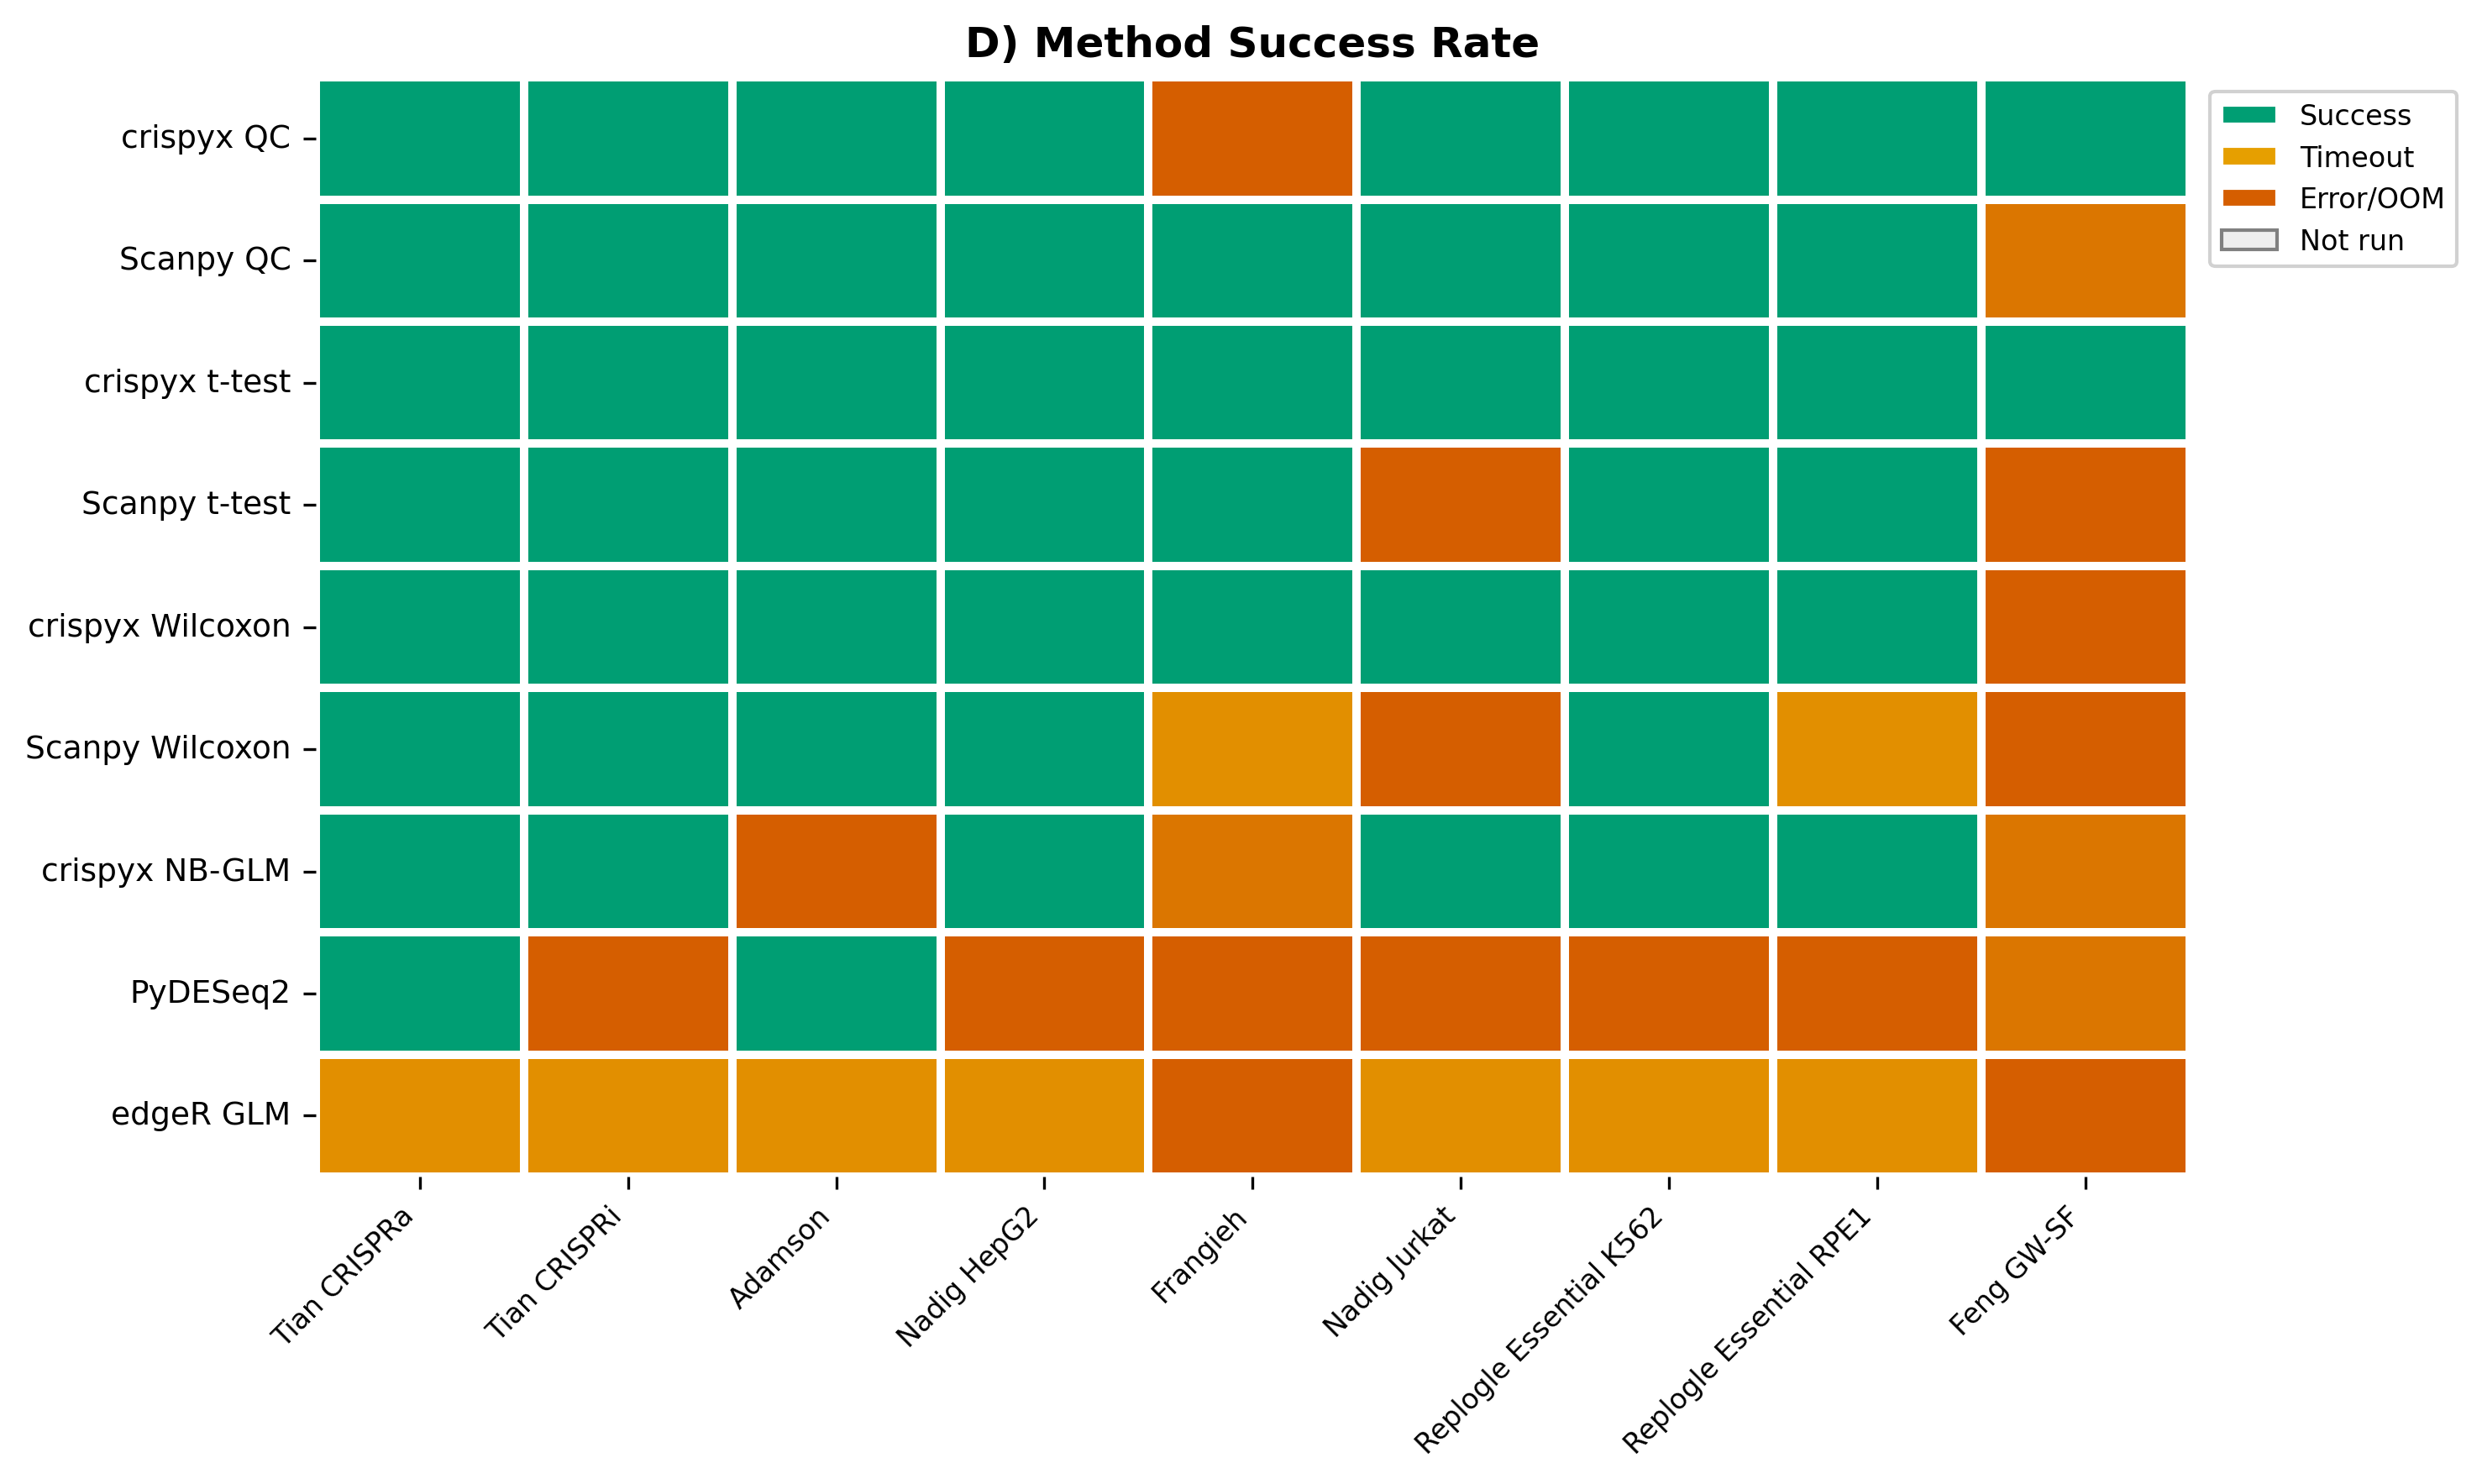 D) Method Success Rate
crispyx QC
Scanpy QC
crispyx t-test
Scanpy t-test
crispyx Wilcoxon
Scanpy Wilcoxon
crispyx NB-GLM
PyDESeq2
edgeR GLM
Success
Timeout
Error/OOM
Not run
Tian CRISPRa
Tian CRISPRi
Adamson
Nadig HepG2
Frangieh
Nadig Jurkat
Replogle Essential K562
Replogle Essential RPE1
Feng GW-SF